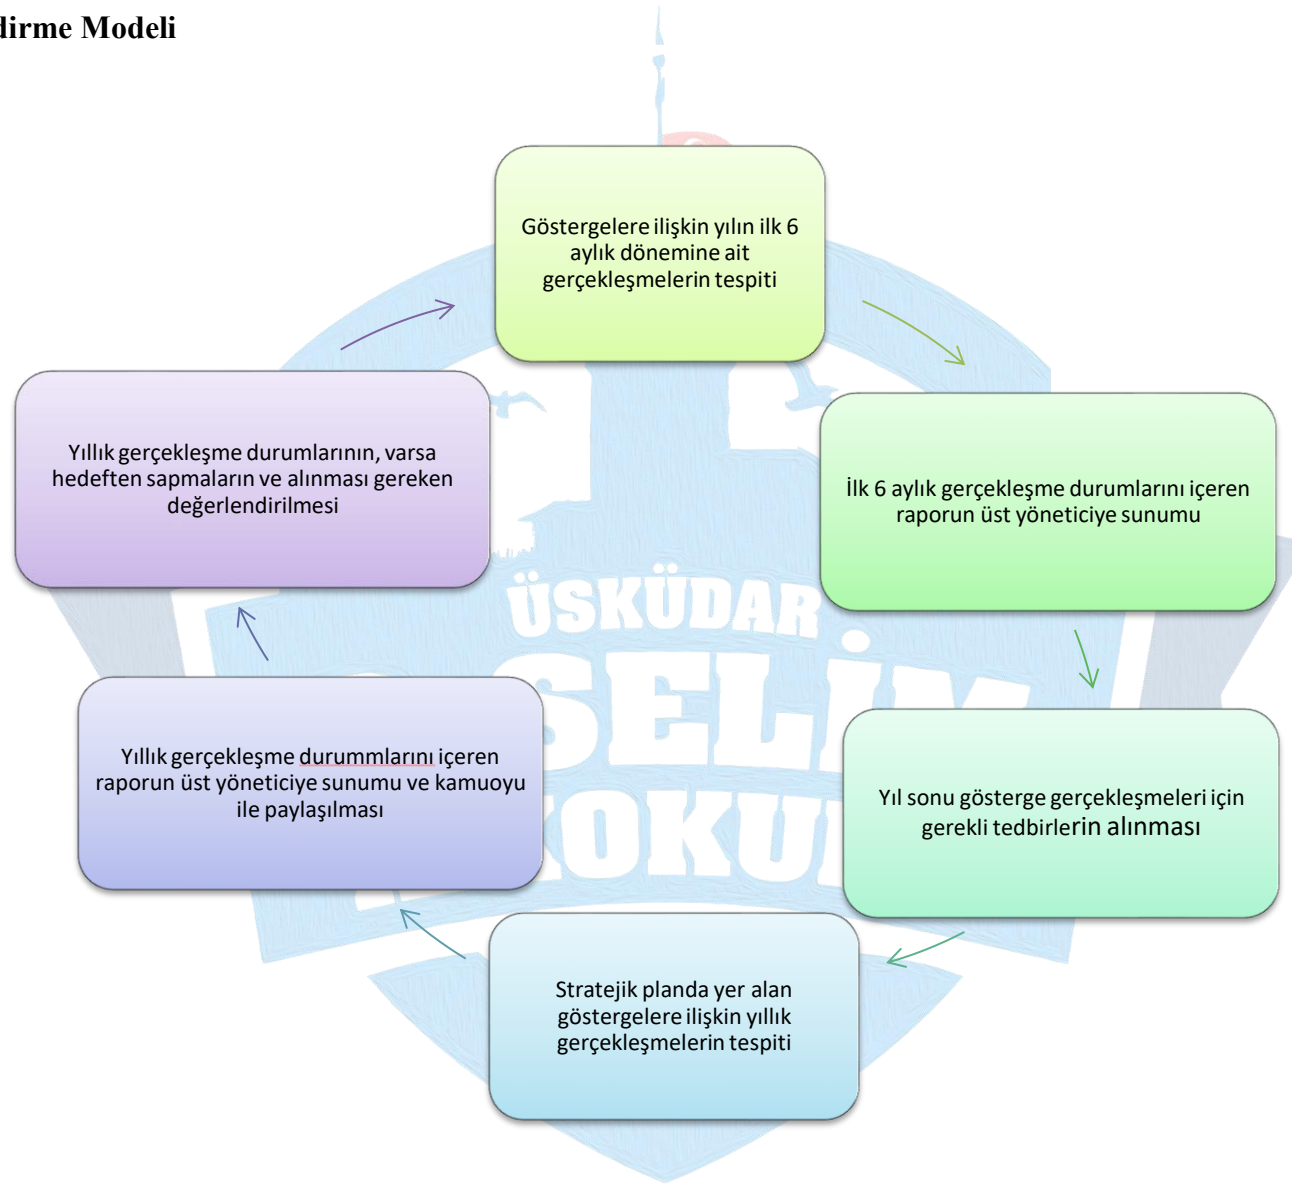 dirme Modeli
Göstergelere ilişkin yılın ilk 6
aylık dönemine ait
gerçekleşmelerin tespiti
İlk 6 aylık gerçekleşme durumlarını içeren
raporun üst yöneticiye sunumu
Yıl sonu gösterge gerçekleşmeleri için
gerekli tedbirlerin alınması
Stratejik planda yer alan
göstergelere ilişkin yıllık
gerçekleşmelerin tespiti
Yıllık gerçekleşme durummlarını içeren
raporun üst yöneticiye sunumu ve kamuoyu
ile paylaşılması
Yıllık gerçekleşme durumlarının, varsa
hedeften sapmaların ve alınması gereken
değerlendirilmesi
ÜSKÜDAR
SELİM